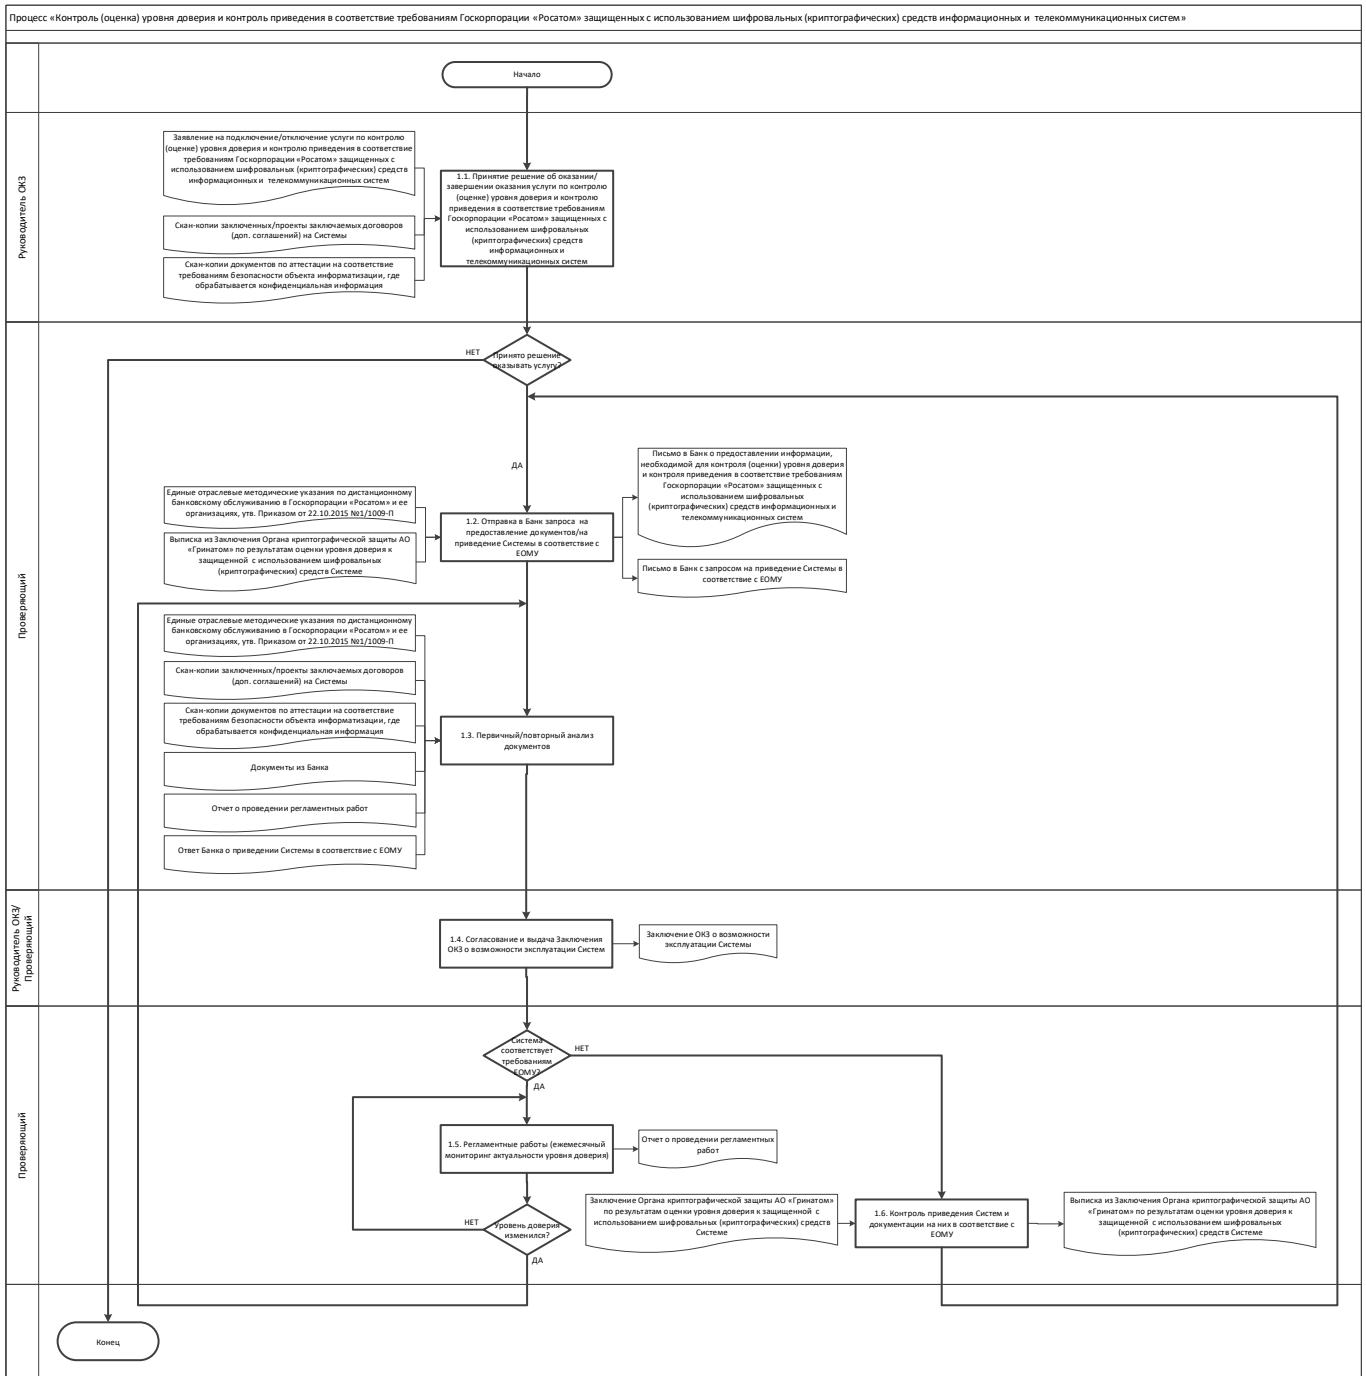 Процесс «Контроль (оценка) уровня доверия и контроль приведения в соответствие требованиям Госкорпорации «Росатом» защищенных с использованием шифровальных (криптографических) средств информационных и телекоммуникационных систем»
Начало
Руководитель ОКЗ
Заявление на подключение/отключение услуги по контролю
(оценке) уровня доверия и контролю приведения в соответствие
требованиям Госкорпорации «Росатом» защищенных с
использованием шифровальных (криптографических) средств
информационных и телекоммуникационных систем
Скан-копии заключенных/проекты заключаемых договоров
(доп. соглашений) на Системы
Скан-копии документов по аттестации на соответствие
требованиям безопасности объекта информатизации, где
обрабатывается конфиденциальная информация
1.1. Принятие решение об оказании/
завершении оказания услуги по контролю
(оценке) уровня доверия и контролю
приведения в соответствие требованиям
Госкорпорации «Росатом» защищенных с
использованием шифровальных
(криптографических) средств
информационных и
телекоммуникационных систем
Проверяющий
Принято решение
оказывать услугу?
НЕТ
ДА
Единые отраслевые методические указания по дистанционному
банковскому обслуживанию в Госкорпорации «Росатом» и ее
организациях, утв. Приказом от 22.10.2015 №1/1009-П
Выписка из Заключения Органа криптографической защиты АО
«Гринатом» по результатам оценки уровня доверия к
защищенной с использованием шифровальных
(криптографических) средств Системе
1.2. Отправка в Банк запроса на
предоставление документов/на
приведение Системы в соответствие с
ЕОМУ
Письмо в Банк о предоставлении информации,
необходимой для контроля (оценки) уровня доверия
и контроля приведения в соответствие требованиям
Госкорпорации «Росатом» защищенных с
использованием шифровальных
(криптографических) средств информационных и
телекоммуникационных систем
Письмо в Банк с запросом на приведение Системы в
соответствие с ЕОМУ
Единые отраслевые методические указания по дистанционному
банковскому обслуживанию в Госкорпорации «Росатом» и ее
организациях, утв. Приказом от 22.10.2015 №1/1009-П
Скан-копии заключенных/проекты заключаемых договоров
(доп. соглашений) на Системы
Скан-копии документов по аттестации на соответствие
требованиям безопасности объекта информатизации, где
обрабатывается конфиденциальная информация
Документы из Банка
Отчет о проведении регламентных работ
Ответ Банка о приведении Системы в соответствие с ЕОМУ
1.3. Первичный/повторный анализ
документов
Руководитель ОКЗ/
Проверяющий
1.4. Согласование и выдача Заключения
ОКЗ о возможности эксплуатации Систем
Заключение ОКЗ о возможности
эксплуатации Системы
Проверяющий
Система
соответствует
требованиям
ЕОМУ?
НЕТ
ДА
1.5. Регламентные работы (ежемесячный
мониторинг актуальности уровня доверия)
Отчет о проведении регламентных
работ
НЕТ
Уровень доверия
изменился?
ДА
Заключение Органа криптографической защиты АО «Гринатом»
по результатам оценки уровня доверия к защищенной с
использованием шифровальных (криптографических) средств
Системе
1.6. Контроль приведения Систем и
документации на них в соответствие с
ЕОМУ
Выписка из Заключения Органа криптографической защиты АО
«Гринатом» по результатам оценки уровня доверия к
защищенной с использованием шифровальных
(криптографических) средств Системе
Конец